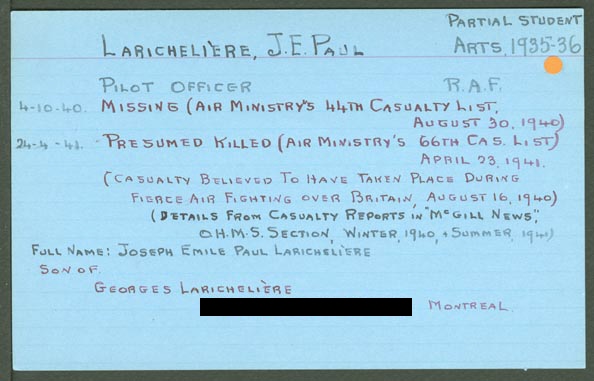 PARTIAL STUDENT
LARICHELIÈRE, J.E. PAUL ARTS, 1935-36
PILOT OFFICER R.A.F.
4-10-40. MISSING (AIR MINISTRY'S 44TH CASUALTY LIST,
AUGUST 30, 1940)
24-4-41. PRESUMED KILLED (AIR MINISTRY'S 66TH CAS. LIST)
APRIL 23, 1941.
(CASUALTY BELIEVED TO HAVE TAKEN PLACE DURING
FIERCE AIR FIGHTING OVER BRITAIN, AUGUST 16, 1940)
(DETAILS FROM CASUALTY REPORTS IN "MCGILL NEWS",
O.H.M.S. SECTION, WINTER, 1940, + SUMMER, 1941)
FULL NAME: JOSEPH EMILE PAUL LARICHELIÈRE
SON OF
GEORGES LARICHELIÈRE
MONTREAL.